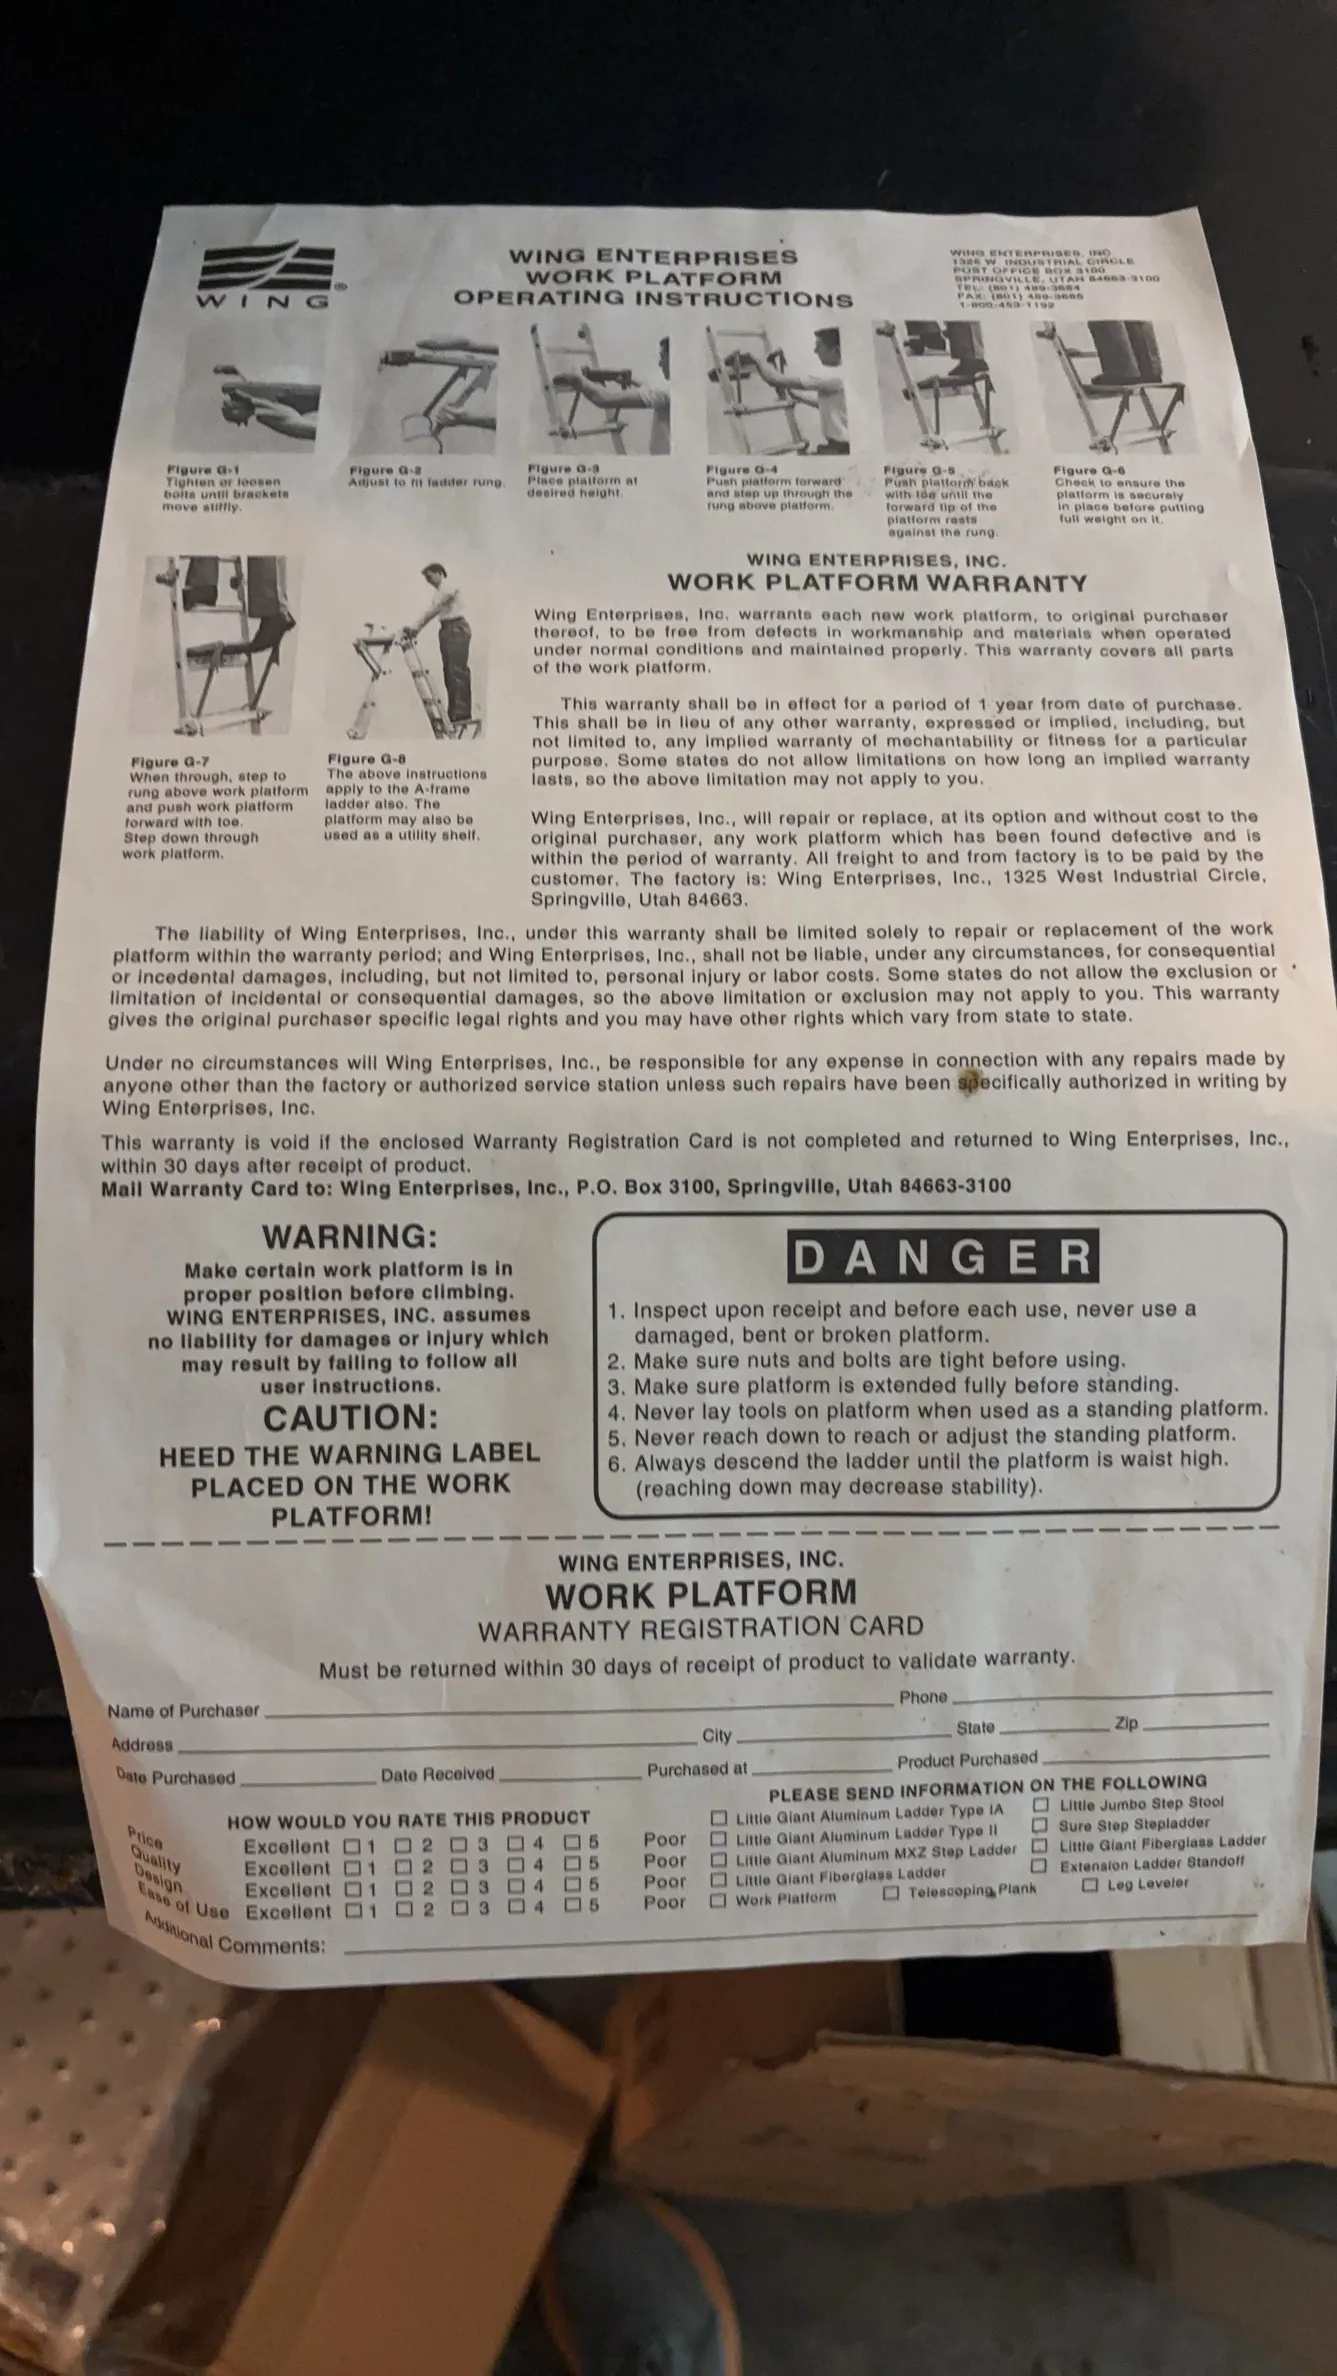 WING ENTERPRISES
WORK PLATFORM
OPERATING INSTRUCTIONS
WING ®
WING ENTERPRISES, INC
1325 W. INDUSTRIAL CIRCLE
POST OFFICE BOX 3100
SPRINGVILLE, UTAH 84663-3100
TEL: (801) 489-3684
FAX: (801) 489-3685
1-800-453-1192
Figure G-1
Tighten or loosen
bolts until brackets
move stiffly.
Figure G-2
Adjust to fit ladder rung.
Figure G-3
Place platform at
desired height.
Figure G-4
Push platform forward
and step up through the
rung above platform.
Figure G-5
Push platform back
with toe until the
forward lip of the
platform rests
against the rung.
Figure G-6
Check to ensure the
platform is securely
in place before putting
full weight on it.
Figure G-7
When through, step to
rung above work platform
and push work platform
forward with toe.
Step down through
work platform.
Figure G-8
The above instructions
apply to the A-frame
ladder also. The
platform may also be
used as a utility shelf.
WING ENTERPRISES, INC.
WORK PLATFORM WARRANTY
Wing Enterprises, Inc. warrants each new work platform, to original purchaser
thereof, to be free from defects in workmanship and materials when operated
under normal conditions and maintained properly. This warranty covers all parts
of the work platform.
This warranty shall be in effect for a period of 1 year from date of purchase.
This shall be in lieu of any other warranty, expressed or implied, including, but
not limited to, any implied warranty of mechantability or fitness for a particular
purpose. Some states do not allow limitations on how long an implied warranty
lasts, so the above limitation may not apply to you.
Wing Enterprises, Inc., will repair or replace, at its option and without cost to the
original purchaser, any work platform which has been found defective and is
within the period of warranty. All freight to and from factory is to be paid by the
customer. The factory is: Wing Enterprises, Inc., 1325 West Industrial Circle,
Springville, Utah 84663.
The liability of Wing Enterprises, Inc., under this warranty shall be limited solely to repair or replacement of the work
platform within the warranty period; and Wing Enterprises, Inc., shall not be liable, under any circumstances, for consequential
or incedental damages, including, but not limited to, personal injury or labor costs. Some states do not allow the exclusion or
limitation of incidental or consequential damages, so the above limitation or exclusion may not apply to you. This warranty
gives the original purchaser specific legal rights and you may have other rights which vary from state to state.
Under no circumstances will Wing Enterprises, Inc., be responsible for any expense in connection with any repairs made by
anyone other than the factory or authorized service station unless such repairs have been specifically authorized in writing by
Wing Enterprises, Inc.
This warranty is void if the enclosed Warranty Registration Card is not completed and returned to Wing Enterprises, Inc.,
within 30 days after receipt of product.
Mail Warranty Card to: Wing Enterprises, Inc., P.O. Box 3100, Springville, Utah 84663-3100
WARNING:
Make certain work platform is in
proper position before climbing.
WING ENTERPRISES, INC. assumes
no liability for damages or injury which
may result by failing to follow all
user instructions.
CAUTION:
HEED THE WARNING LABEL
PLACED ON THE WORK
PLATFORM!
DANGER
1. Inspect upon receipt and before each use, never use a
damaged, bent or broken platform.
2. Make sure nuts and bolts are tight before using.
3. Make sure platform is extended fully before standing.
4. Never lay tools on platform when used as a standing platform.
5. Never reach down to reach or adjust the standing platform.
6. Always descend the ladder until the platform is waist high.
(reaching down may decrease stability).
WING ENTERPRISES, INC.
WORK PLATFORM
WARRANTY REGISTRATION CARD
Must be returned within 30 days of receipt of product to validate warranty.
Name of Purchaser Phone
Address City State Zip
Date Purchased Date Received Purchased at Product Purchased
HOW WOULD YOU RATE THIS PRODUCT
Price Excellent 1 2 3 4 5 Poor
Quality Excellent 1 2 3 4 5 Poor
Design Excellent 1 2 3 4 5 Poor
Ease of Use Excellent 1 2 3 4 5 Poor
PLEASE SEND INFORMATION ON THE FOLLOWING
Little Giant Aluminum Ladder Type IA Little Jumbo Step Stool
Little Giant Aluminum Ladder Type II Sure Step Stepladder
Little Giant Aluminum MXZ Step Ladder Little Giant Fiberglass Ladder
Little Giant Fiberglass Ladder Extension Ladder Standoff
Work Platform Telescoping Plank Leg Leveler
Additional Comments: